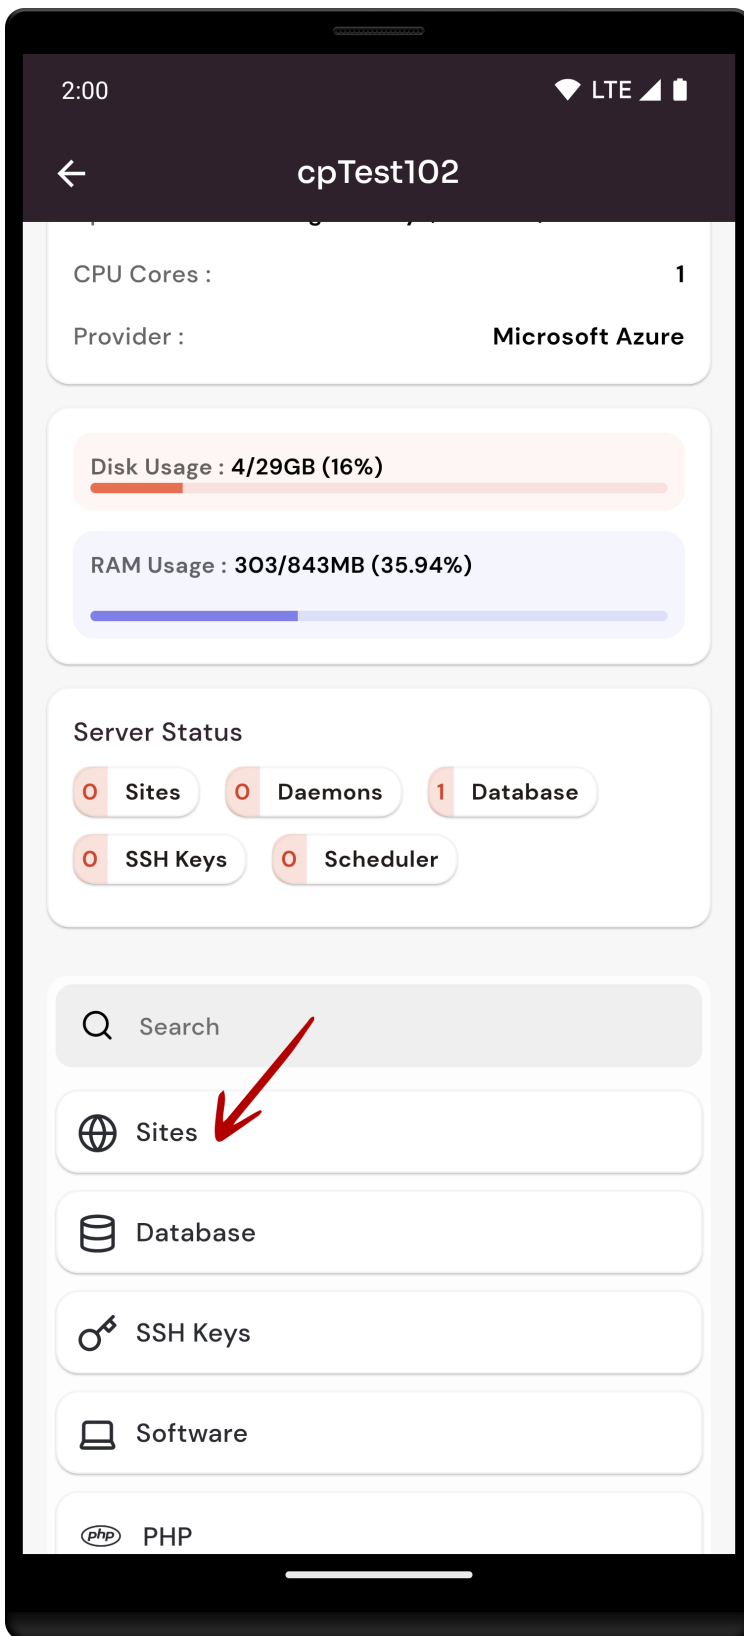 2:00 LTE
cpTest102
CPU Cores : 1
Provider : Microsoft Azure
Disk Usage : 4/29GB (16%)
RAM Usage : 303/843MB (35.94%)
Server Status
0 Sites 0 Daemons 1 Database
0 SSH Keys 0 Scheduler
Search
Sites
Database
SSH Keys
Software
php PHP